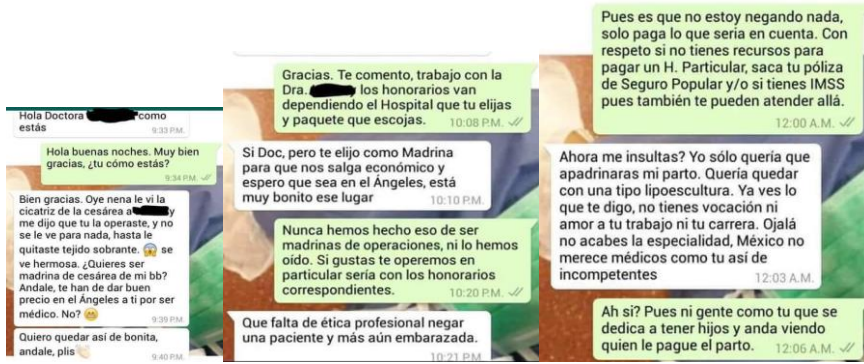 Hola Doctora como
estás
9:33 P.M.
Hola buenas noches. Muy bien
gracias, ¿tu cómo estás?
9:34 P.M.
Bien gracias. Oye nena le vi la
cicatriz de la cesárea a y
me dijo que tu la operaste, y no
se le ve para nada, hasta le
quitaste tejido sobrante. 😱 se
ve hermosa. ¿Quieres ser
madrina de cesárea de mi bb?
Andale, te han de dar buen
precio en el Ángeles a ti por ser
médico. No? 😬
9:39 P.M.
Quiero quedar así de bonita,
andale, plis👏🏻
9:40 P.M.
Gracias. Te comento, trabajo con la
Dra. y los honorarios van
dependiendo el Hospital que tu elijas
y paquete que escojas. 10:08 P.M.
Si Doc, pero te elijo como Madrina
para que nos salga económico y
espero que sea en el Ángeles, está
muy bonito ese lugar 10:10 P.M.
Nunca hemos hecho eso de ser
madrinas de operaciones, ni lo hemos
oído. Si gustas te operemos en
particular sería con los honorarios
correspondientes. 10:20 P.M.
Que falta de ética profesional negar
una paciente y más aún embarazada.
10:21 P.M.
Pues es que no estoy negando nada,
solo paga lo que seria en cuenta. Con
respeto si no tienes recursos para
pagar un H. Particular, saca tu póliza
de Seguro Popular y/o si tienes IMSS
pues también te pueden atender allá.
12:00 A.M.
Ahora me insultas? Yo sólo quería que
apadrinaras mi parto. Quería quedar
con una tipo lipoescultura. Ya ves lo
que te digo, no tienes vocación ni
amor a tu trabajo ni tu carrera. Ojalá
no acabes la especialidad, México no
merece médicos como tu asi de
incompetentes 12:03 A.M.
Ah si? Pues ni gente como tu que se
dedica a tener hijos y anda viendo
quien le pague el parto. 12:06 A.M.